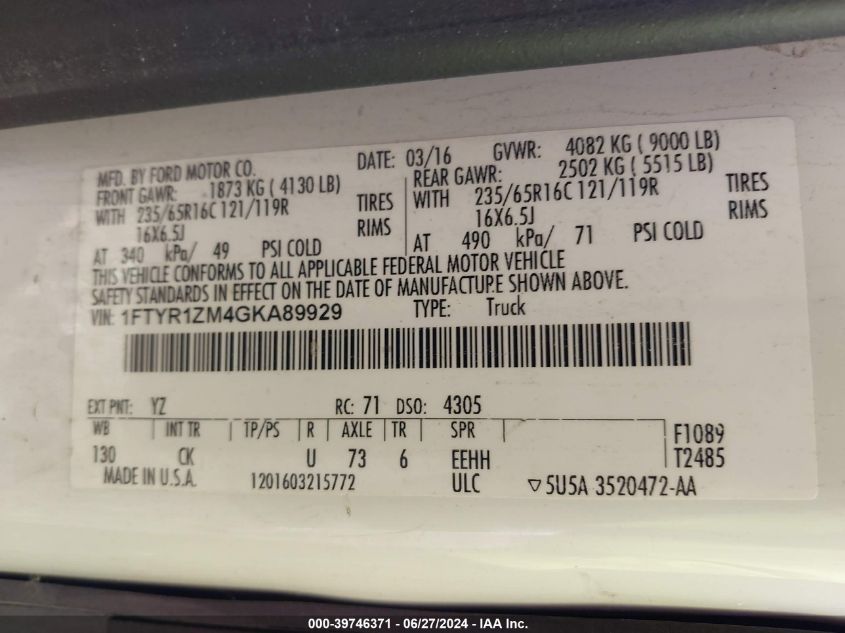 MFD. BY FORD MOTOR CO. DATE: 03/16 GVWR: 4082 KG ( 9000 LB)
FRONT GAWR: 1873 KG ( 4130 LB) REAR GAWR: 2502 KG ( 5515 LB)
WITH 235/65R16C 121/119R TIRES WITH 235/65R16C 121/119R TIRES
16X6.5J RIMS 16X6.5J RIMS
AT 340 kPa/ 49 PSI COLD AT 490 kPa/ 71 PSI COLD
THIS VEHICLE CONFORMS TO ALL APPLICABLE FEDERAL MOTOR VEHICLE
SAFETY STANDARDS IN EFFECT ON THE DATE OF MANUFACTURE SHOWN ABOVE.
VIN: 1FTYR1ZM4GKA89929 TYPE: Truck
EXT PNT: YZ RC: 71 DSO: 4305
WB INT TR TP/PS R AXLE TR SPR F1089
130 CK U 73 6 EEHH T2485
MADE IN U.S.A. 1201603215772 ULC ▽5U5A 3520472-AA
000-39746371 / 06/27/2024 - IAA Inc.